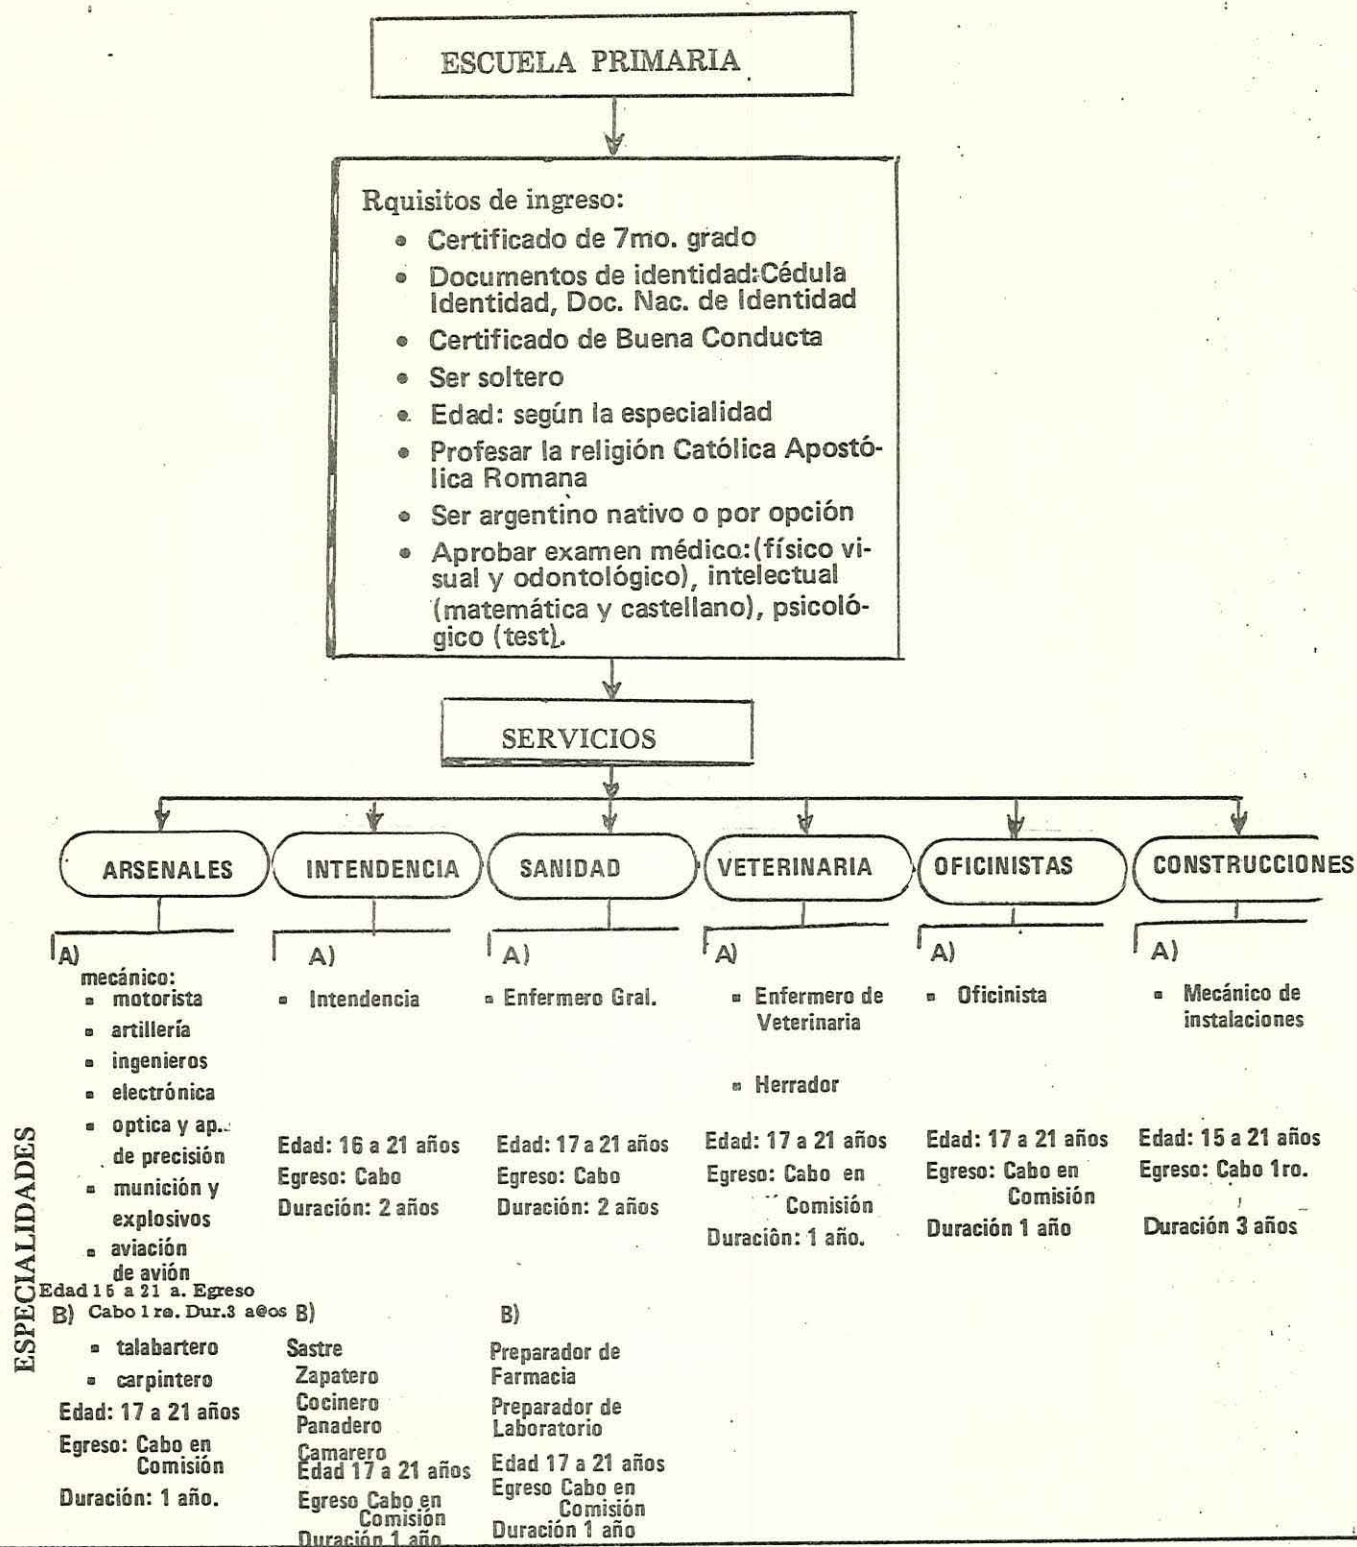 ESCUELA PRIMARIA
Rquisitos de ingreso:
• Certificado de 7mo. grado
• Documentos de identidad:Cédula
Identidad, Doc. Nac. de Identidad
• Certificado de Buena Conducta
• Ser soltero
• Edad: según la especialidad
• Profesar la religión Católica Apostó-
lica Romana
• Ser argentino nativo o por opción
• Aprobar examen médico:(físico vi-
sual y odontológico), intelectual
(matemática y castellano), psicoló-
gico (test).
SERVICIOS
ESPECIALIDADES
ARSENALES
A)
mecánico:
▪ motorista
▪ artillería
▪ ingenieros
▪ electrónica
▪ optica y ap.
de precisión
▪ munición y
explosivos
▪ aviación
de avión
Edad 15 a 21 a. Egreso
Cabo 1ro. Dur.3 a@os
B)
▪ talabartero
▪ carpintero
Edad: 17 a 21 años
Egreso: Cabo en
Comisión
Duración: 1 año.
INTENDENCIA
A)
▪ Intendencia
Edad: 16 a 21 años
Egreso: Cabo
Duración: 2 años
B)
Sastre
Zapatero
Cocinero
Panadero
Camarero
Edad 17 a 21 años
Egreso Cabo en
Comisión
Duración 1 año
SANIDAD
A)
▪ Enfermero Gral.
Edad: 17 a 21 años
Egreso: Cabo
Duración: 2 años
B)
Preparador de
Farmacia
Preparador de
Laboratorio
Edad 17 a 21 años
Egreso Cabo en
Comisión
Duración 1 año
VETERINARIA
A)
▪ Enfermero de
Veterinaria
▪ Herrador
Edad: 17 a 21 años
Egreso: Cabo en
Comisión
Duración: 1 año.
OFICINISTAS
A)
▪ Oficinista
Edad: 17 a 21 años
Egreso: Cabo en
Comisión
Duración 1 año
CONSTRUCCIONES
A)
▪ Mecánico de
instalaciones
Edad: 15 a 21 años
Egreso: Cabo 1ro.
Duración 3 años